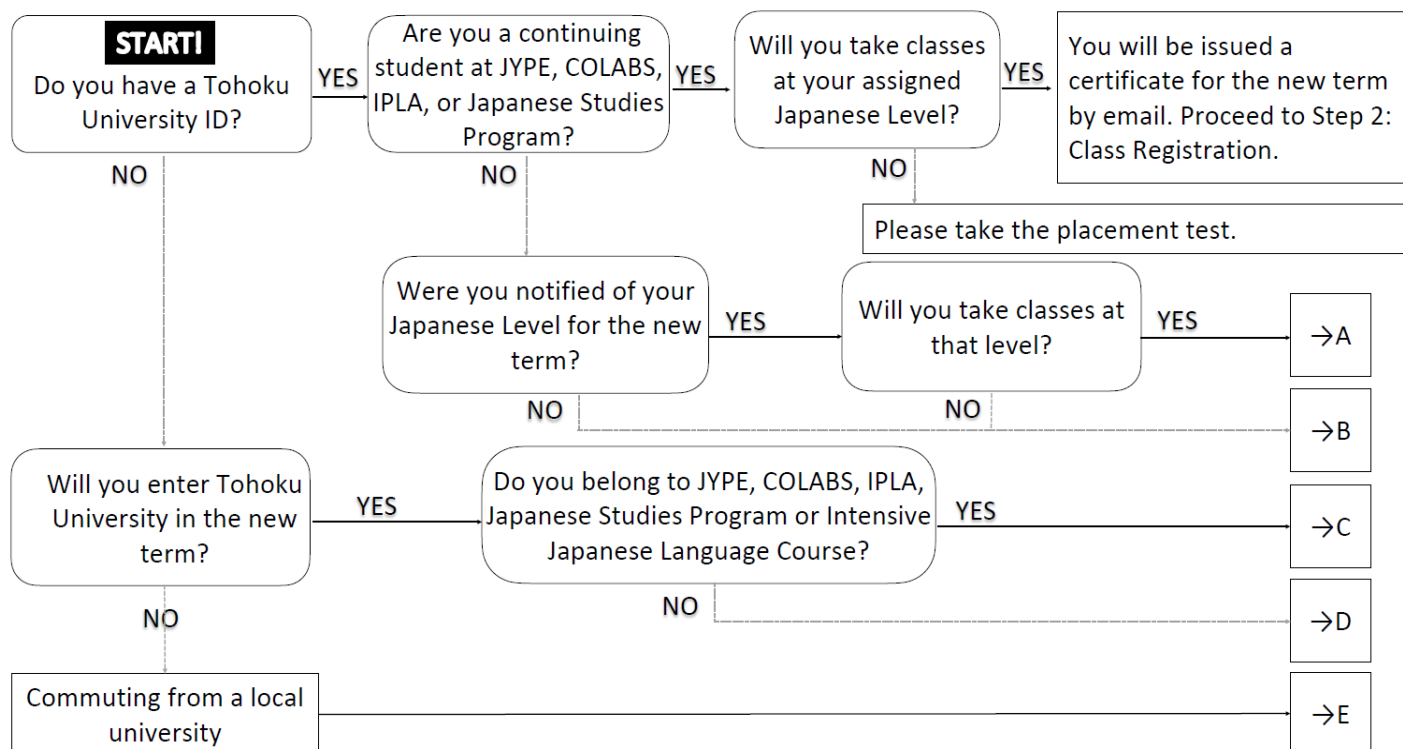 START!
Do you have a Tohoku
University ID?
YES
Are you a continuing
student at JYPE, COLABS,
IPLA, or Japanese Studies
Program?
YES
Will you take classes
at your assigned
Japanese Level?
YES
You will be issued a
certificate for the new term
by email. Proceed to Step 2:
Class Registration.
NO
NO
NO
Please take the placement test.
Were you notified of your
Japanese Level for the new
term?
YES
Will you take classes at
that level?
YES
→A
NO
NO
→B
Will you enter Tohoku
University in the new
term?
YES
Do you belong to JYPE, COLABS, IPLA,
Japanese Studies Program or Intensive
Japanese Language Course?
YES
→C
NO
NO
→D
Commuting from a local
university
→E